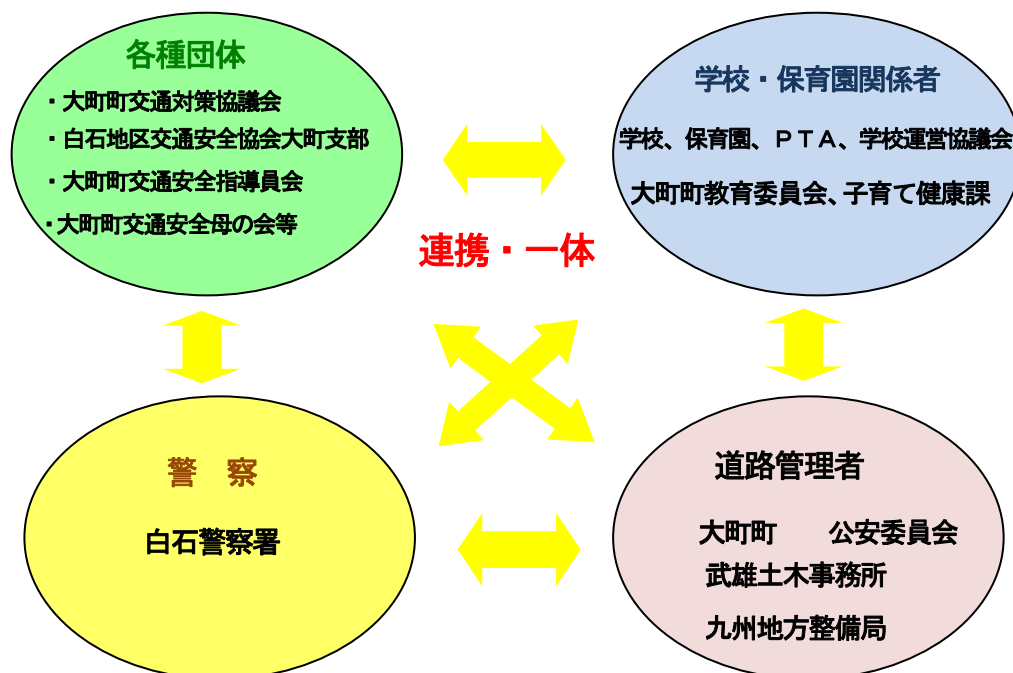 各種団体
・大町町交通対策協議会
・白石地区交通安全協会大町支部
・大町町交通安全指導員会
・大町町交通安全母の会等
学校・保育園関係者
学校、保育園、ＰＴＡ、学校運営協議会
大町町教育委員会、子育て健康課
連携・一体
警　察
白石警察署
道路管理者
大町町　　公安委員会
武雄土木事務所
九州地方整備局